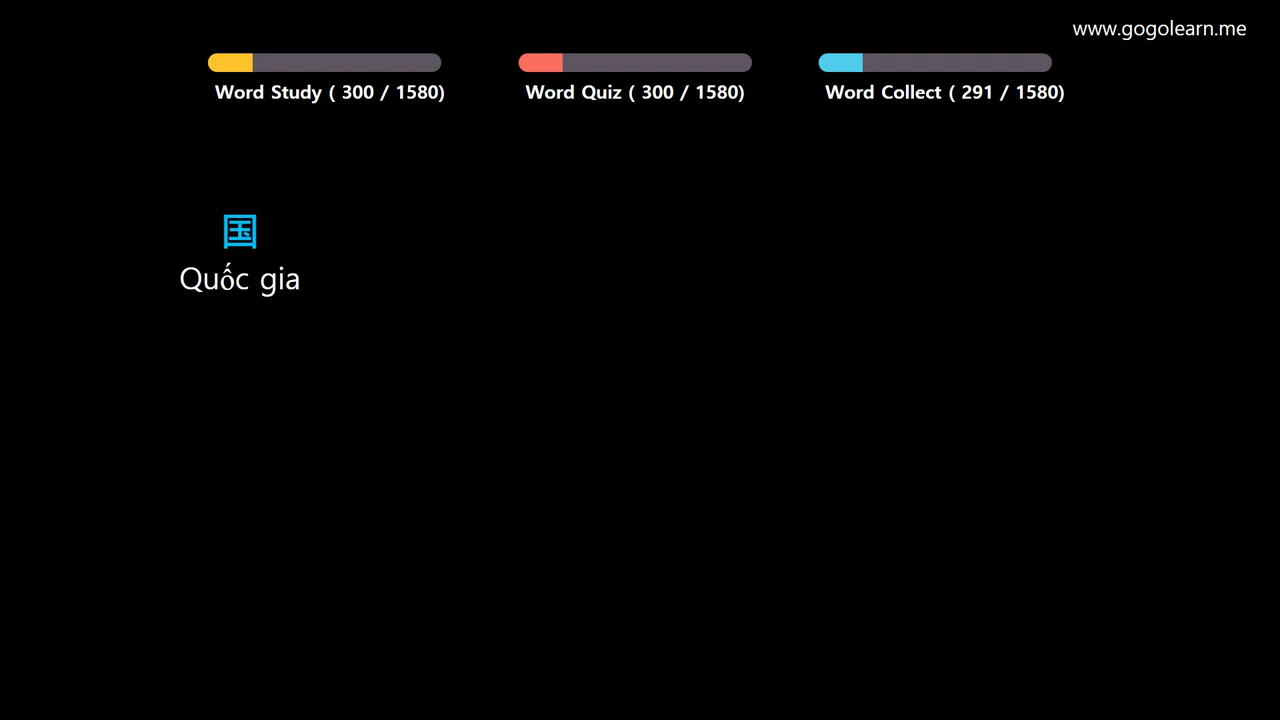 www.gogolearn.me
Word Study ( 300 / 1580)
Word Quiz ( 300 / 1580)
Word Collect ( 291 / 1580)
国
Quốc gia